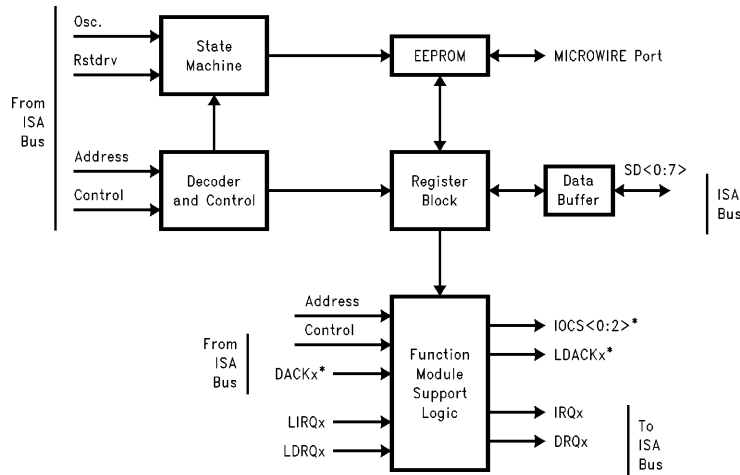 Osc.
Rstdrv
State
Machine
EEPROM
MICROWIRE Port
From
ISA
Bus
Address
Control
Decoder
and Control
Register
Block
Data
Buffer
SD<0:7>
ISA
Bus
Address
Control
From
ISA
Bus
DACKx*
LIRQx
LDRQx
Function
Module
Support
Logic
IOCS<0:2>*
LDACKx*
IRQx
DRQx
To
ISA
Bus